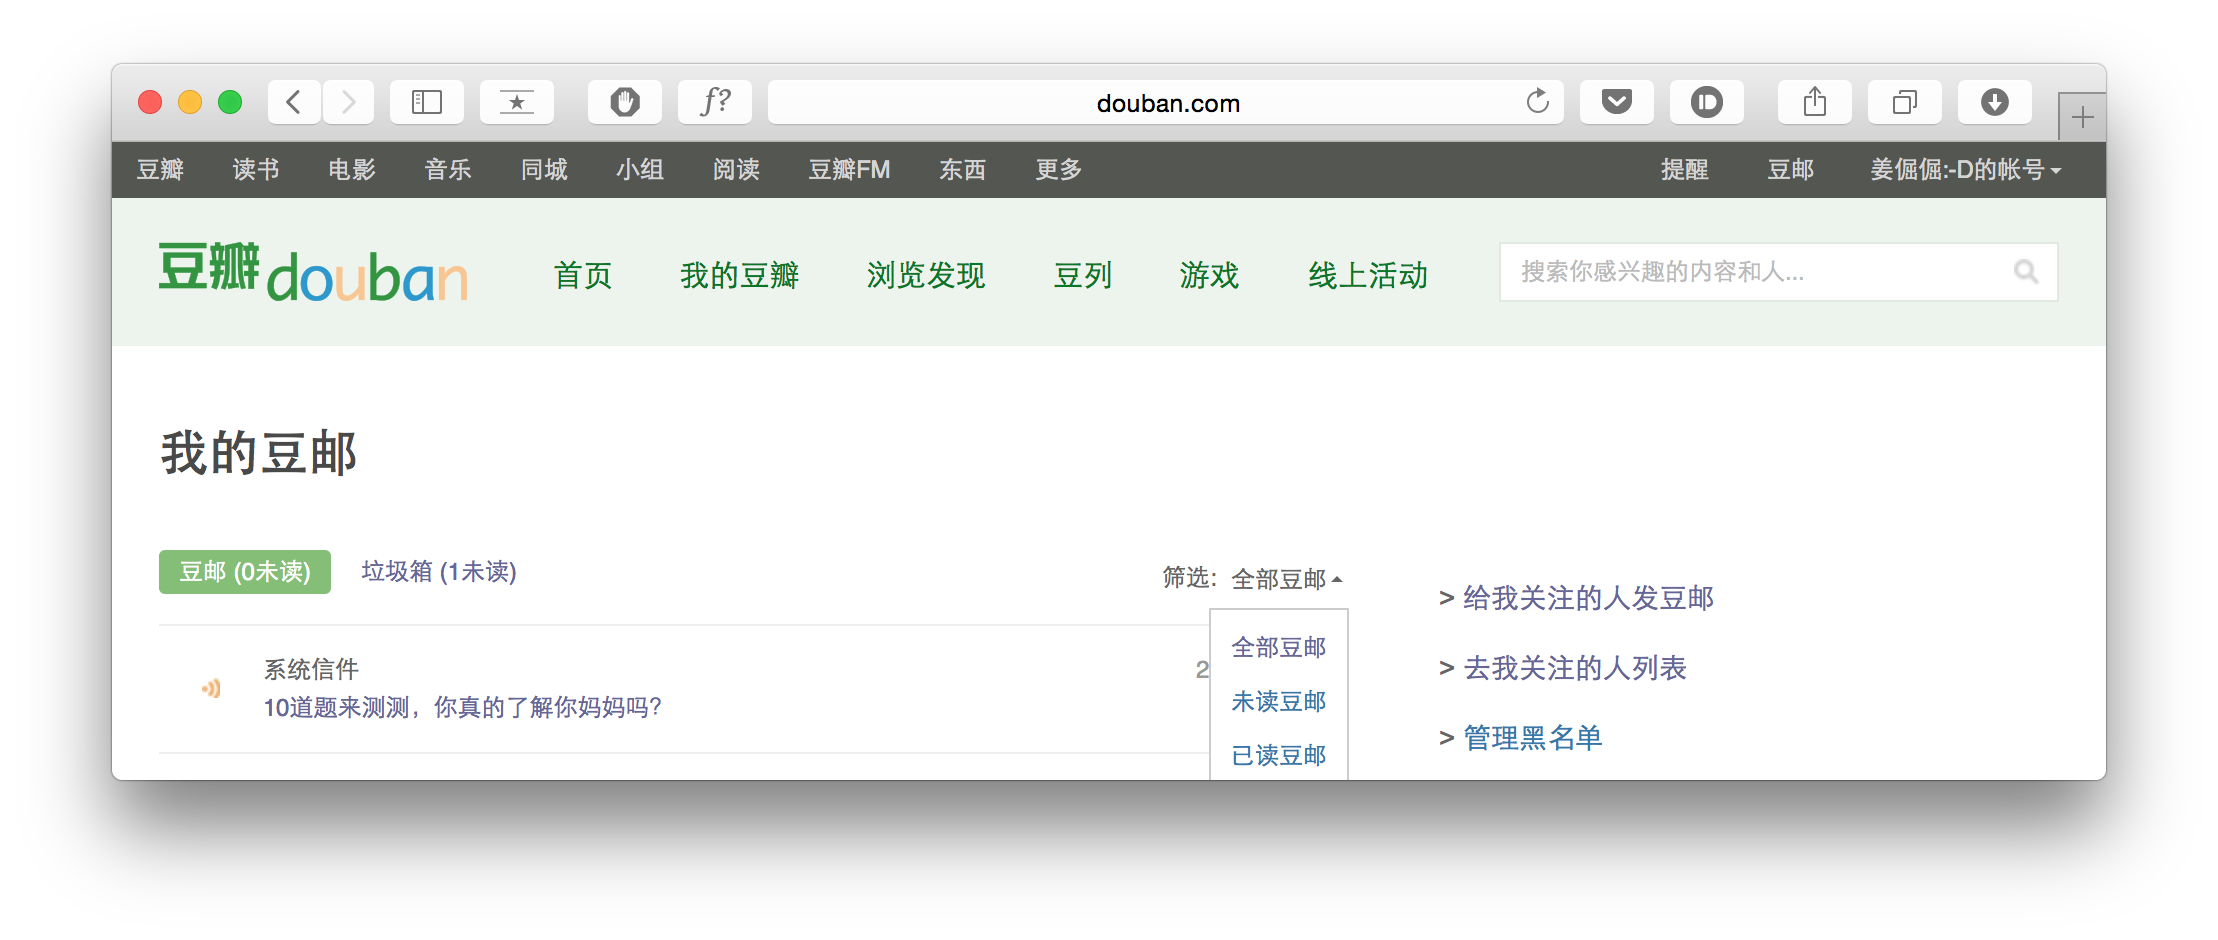 f?
douban.com
豆瓣 读书 电影 音乐 同城 小组 阅读 豆瓣FM 东西 更多 提醒 豆邮 姜倔倔:-D的帐号
豆瓣douban 首页 我的豆瓣 浏览发现 豆列 游戏 线上活动 搜索你感兴趣的内容和人...
我的豆邮
豆邮 (0未读) 垃圾箱 (1未读) 筛选: 全部豆邮
全部豆邮
未读豆邮
已读豆邮
系统信件 2
10道题来测测，你真的了解你妈妈吗?
> 给我关注的人发豆邮
> 去我关注的人列表
> 管理黑名单